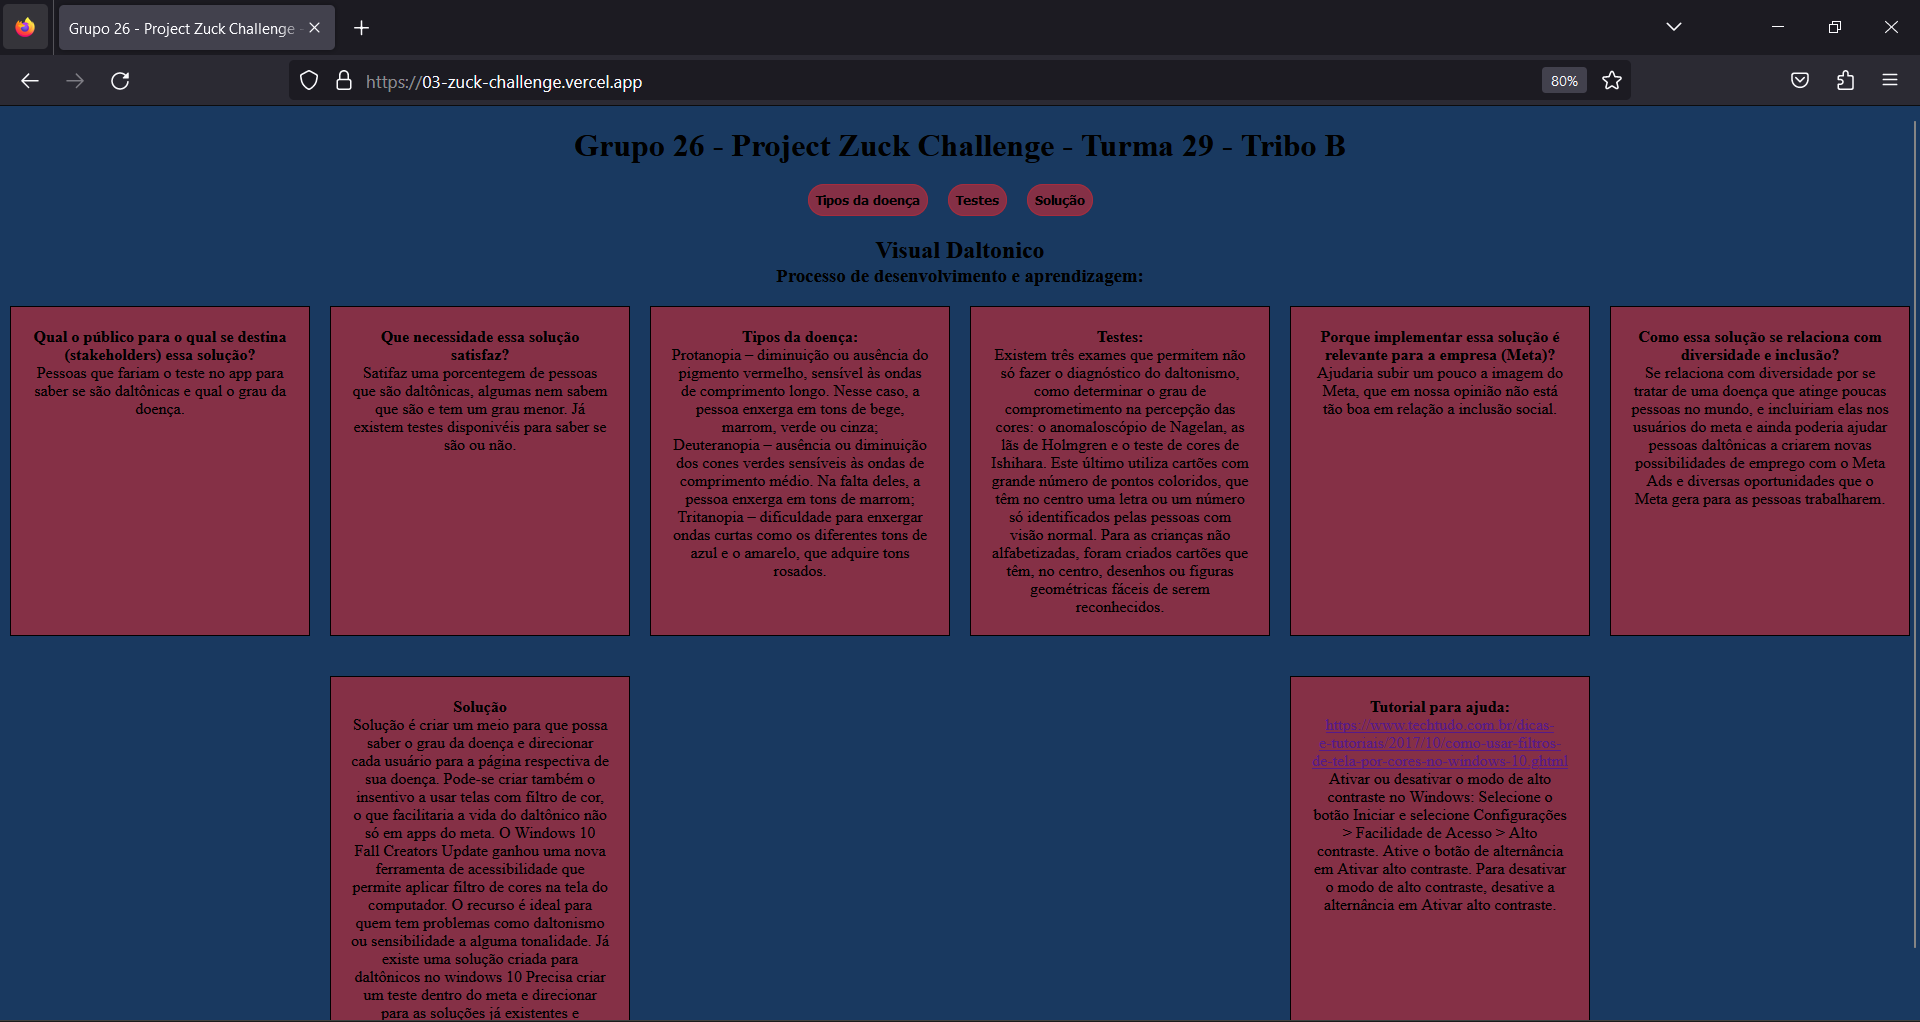 Grupo 26 - Project Zuck Challenge -
https://03-zuck-challenge.vercel.app
80%
Grupo 26 - Project Zuck Challenge - Turma 29 - Tribo B
Tipos da doença
Testes
Solução
Visual Daltonico
Processo de desenvolvimento e aprendizagem:
Qual o público para o qual se destina
(stakeholders) essa solução?
Pessoas que fariam o teste no app para
saber se são daltônicas e qual o grau da
doença.
Que necessidade essa solução
satisfaz?
Satifaz uma porcentagem de pessoas
que são daltônicas, algumas nem sabem
que são e tem um grau menor. Já
existem testes disponivéis para saber se
são ou não.
Tipos da doença:
Protanopia – diminuição ou ausência do
pigmento vermelho, sensível às ondas
de comprimento longo. Nesse caso, a
pessoa enxerga em tons de bege,
marrom, verde ou cinza;
Deuteranopia – ausência ou diminuição
dos cones verdes sensíveis às ondas de
comprimento médio. Na falta deles, a
pessoa enxerga em tons de marrom;
Tritanopia – dificuldade para enxergar
ondas curtas como os diferentes tons de
azul e o amarelo, que adquire tons
rosados.
Testes:
Existem três exames que permitem não
só fazer o diagnóstico do daltonismo,
como determinar o grau de
comprometimento na percepção das
cores: o anomaloscópio de Nagelan, as
lãs de Holmgren e o teste de cores de
Ishihara. Este último utiliza cartões com
grande número de pontos coloridos, que
têm no centro uma letra ou um número
só identificados pelas pessoas com
visão normal. Para as crianças não
alfabetizadas, foram criados cartões que
têm, no centro, desenhos ou figuras
geométricas fáceis de serem
reconhecidos.
Porque implementar essa solução é
relevante para a empresa (Meta)?
Ajudaria subir um pouco a imagem do
Meta, que em nossa opinião não está
tão boa em relação a inclusão social.
Como essa solução se relaciona com
diversidade e inclusão?
Se relaciona com diversidade por se
tratar de uma doença que atinge poucas
pessoas no mundo, e incluiriam elas nos
usuários do meta e ainda poderia ajudar
pessoas daltônicas a criarem novas
possibilidades de emprego com o Meta
Ads e diversas oportunidades que o
Meta gera para as pessoas trabalharem.
Solução
Solução é criar um meio para que possa
saber o grau da doença e direcionar
cada usuário para a página respectiva de
sua doença. Pode-se criar também o
insentivo a usar telas com filtro de cor,
o que facilitaria a vida do daltônico não
só em apps do meta. O Windows 10
Fall Creators Update ganhou uma nova
ferramenta de acessibilidade que
permite aplicar filtro de cores na tela do
computador. O recurso é ideal para
quem tem problemas como daltonismo
ou sensibilidade a alguma tonalidade. Já
existe uma solução criada para
daltônicos no windows 10 Precisa criar
um teste dentro do meta e direcionar
para as soluções já existentes e
Tutorial para ajuda:
https://www.techtudo.com.br/dicas-
e-tutoriais/2017/10/como-usar-filtros-
de-tela-por-cores-no-windows-10.ghtml
Ativar ou desativar o modo de alto
contraste no Windows: Selecione o
botão Iniciar e selecione Configurações
> Facilidade de Acesso > Alto
contraste. Ative o botão de alternância
em Ativar alto contraste. Para desativar
o modo de alto contraste, desative a
alternância em Ativar alto contraste.